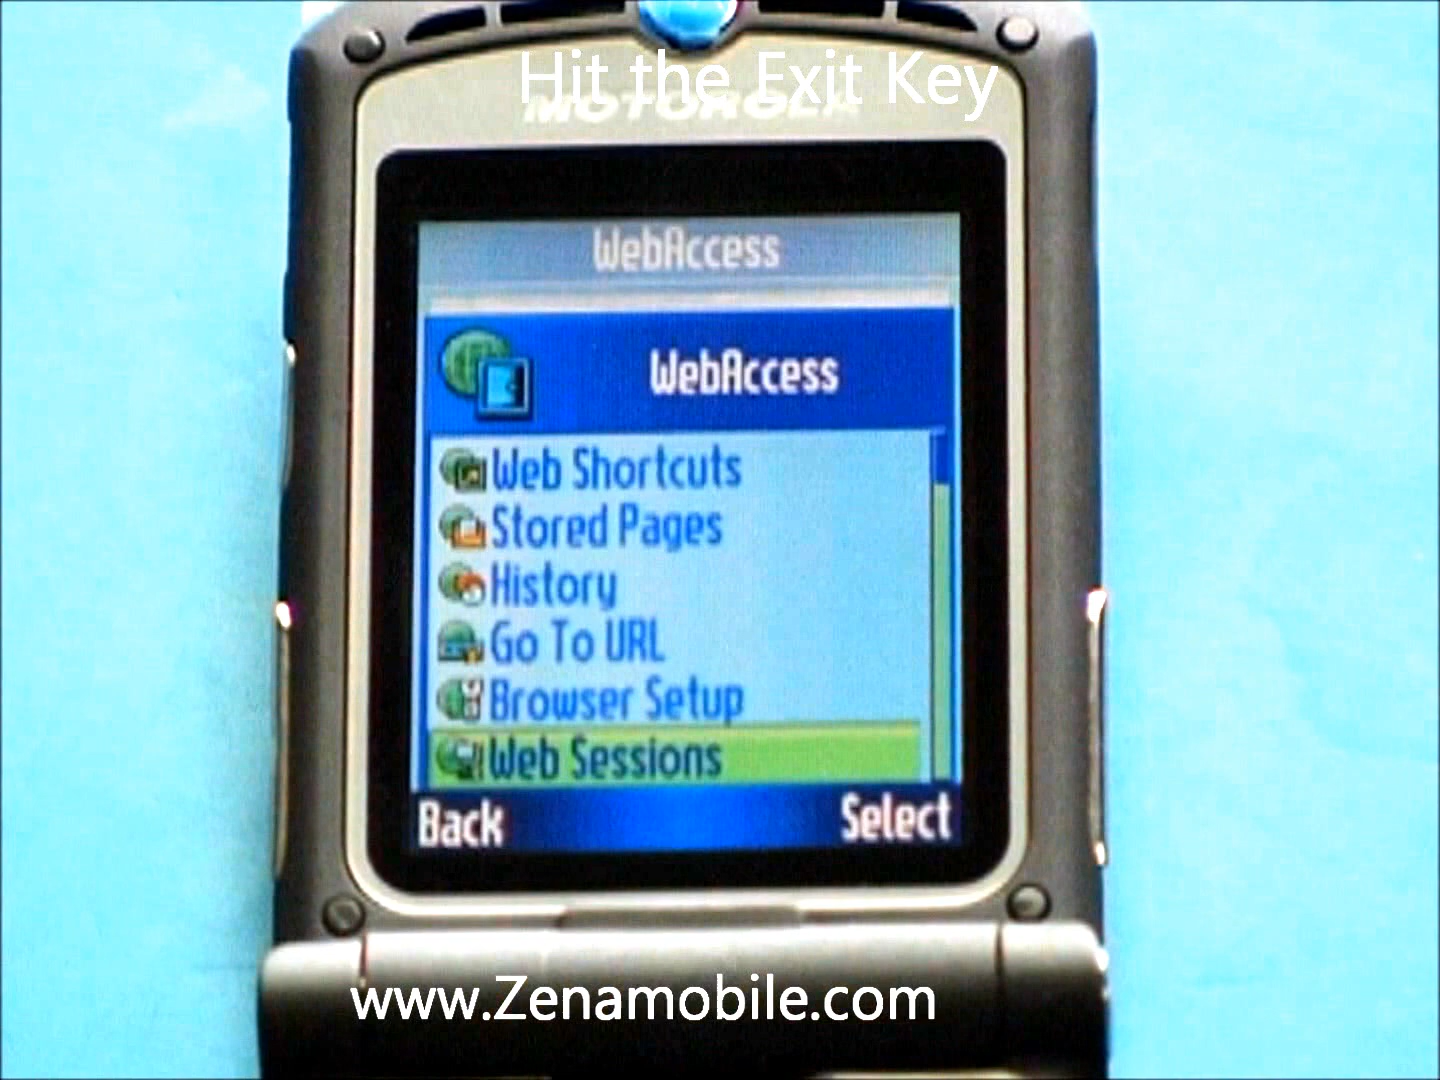 Hit the Exit Key
MOTOROLA
WebAccess
WebAccess
Web Shortcuts
Stored Pages
History
Go To URL
Browser Setup
Web Sessions
Back Select
www.Zenamobile.com